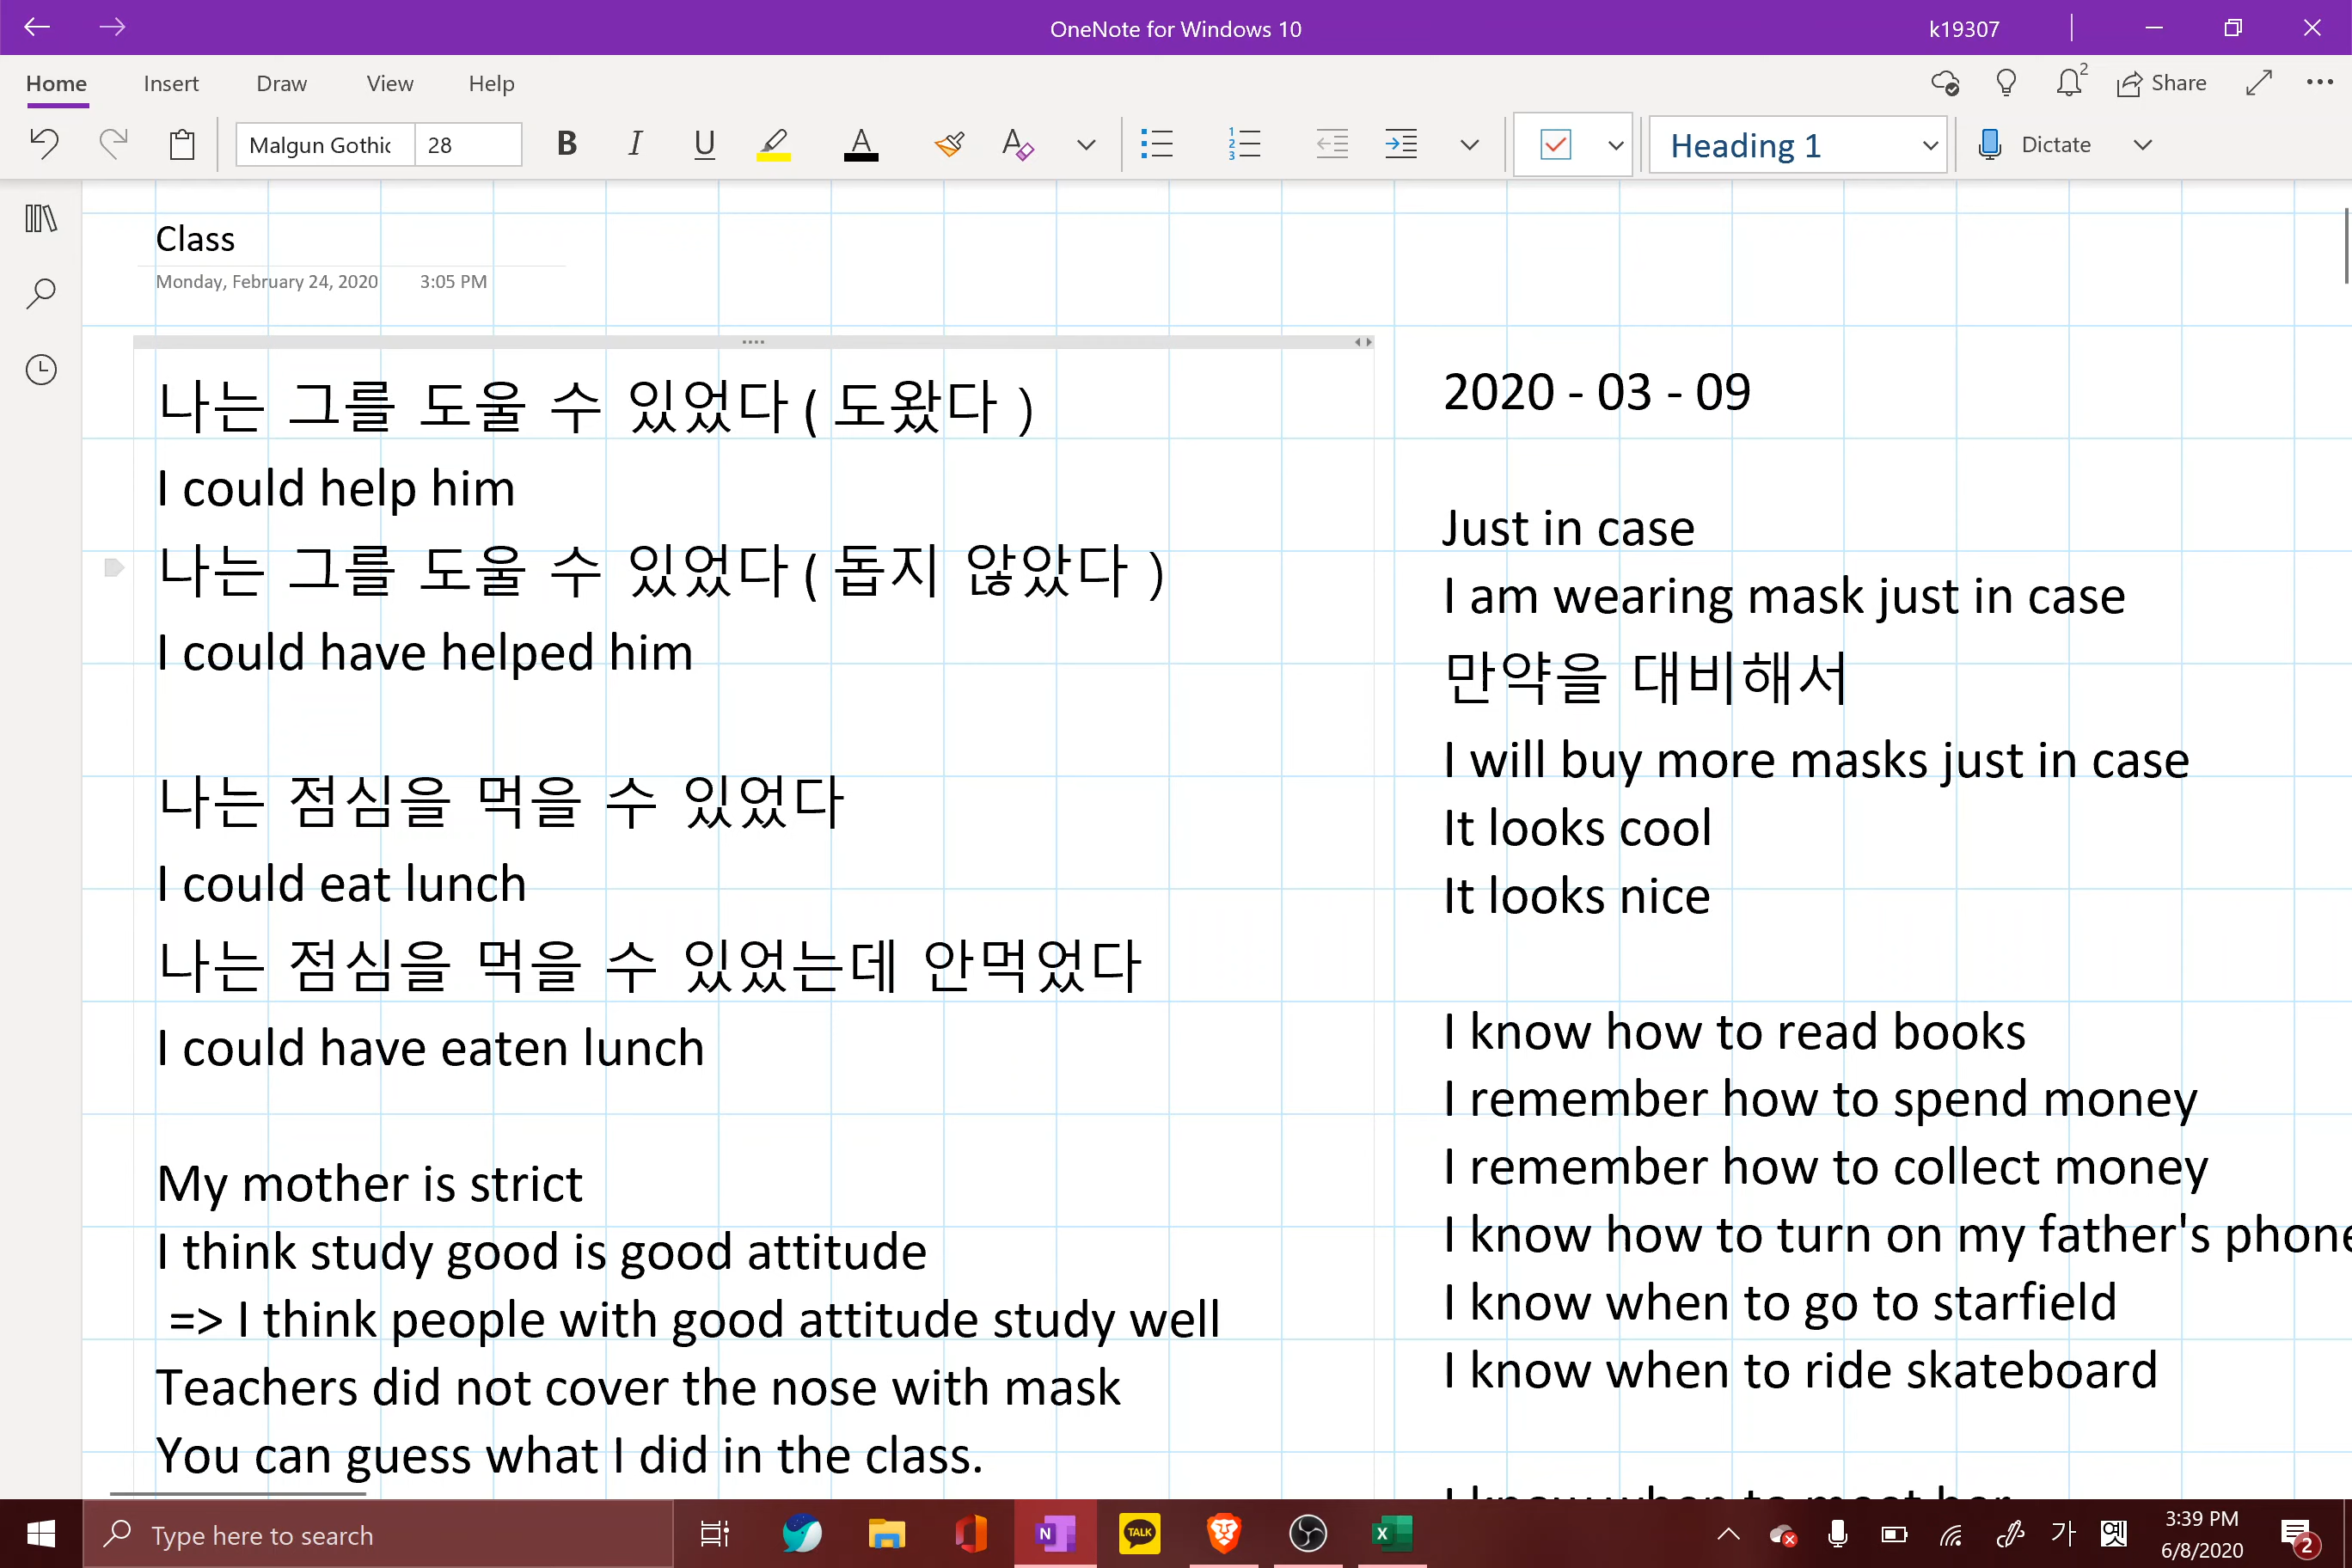 OneNote for Windows 10
k19307
Home Insert Draw View Help
2
Share
Malgun Gothic 28 B I U A Heading 1 Dictate
Class
Monday, February 24, 2020 3:05 PM
나는 그를 도울 수 있었다 ( 도왔다 )
I could help him
나는 그를 도울 수 있었다 ( 돕지 않았다 )
I could have helped him
나는 점심을 먹을 수 있었다
I could eat lunch
나는 점심을 먹을 수 있었는데 안먹었다
I could have eaten lunch
My mother is strict
I think study good is good attitude
=> I think people with good attitude study well
Teachers did not cover the nose with mask
You can guess what I did in the class.
2020 - 03 - 09
Just in case
I am wearing mask just in case
만약을 대비해서
I will buy more masks just in case
It looks cool
It looks nice
I know how to read books
I remember how to spend money
I remember how to collect money
I know how to turn on my father's phone
I know when to go to starfield
I know when to ride skateboard
I know when to meet her
Type here to search
N
TALK
X
가
3:39 PM
6/8/2020
2